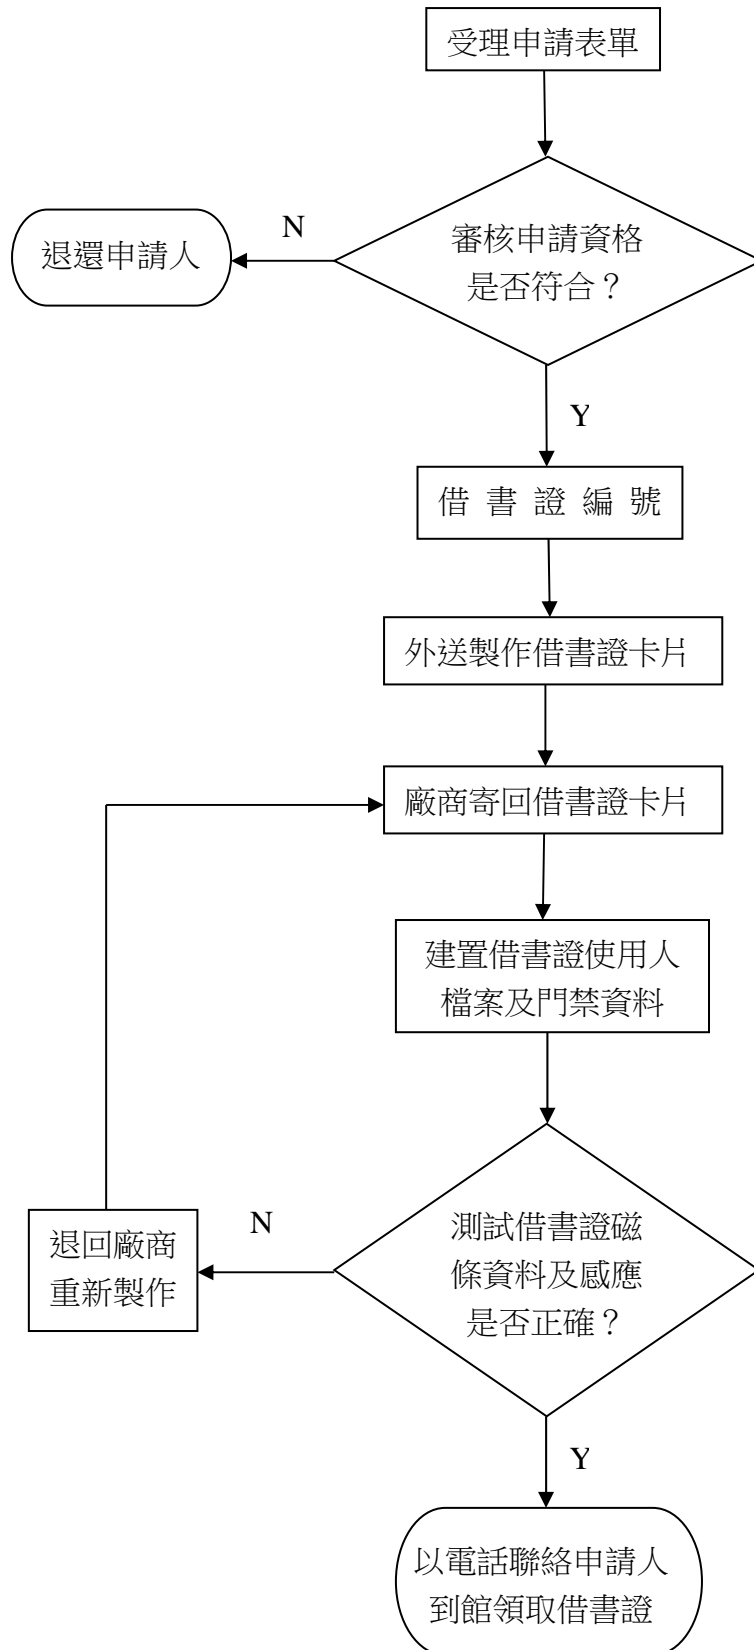 受理申請表單
審核申請資格
是否符合？
N
退還申請人
Y
借書證編號
外送製作借書證卡片
廠商寄回借書證卡片
建置借書證使用人
檔案及門禁資料
測試借書證磁
條資料及感應
是否正確？
N
退回廠商
重新製作
Y
以電話聯絡申請人
到館領取借書證